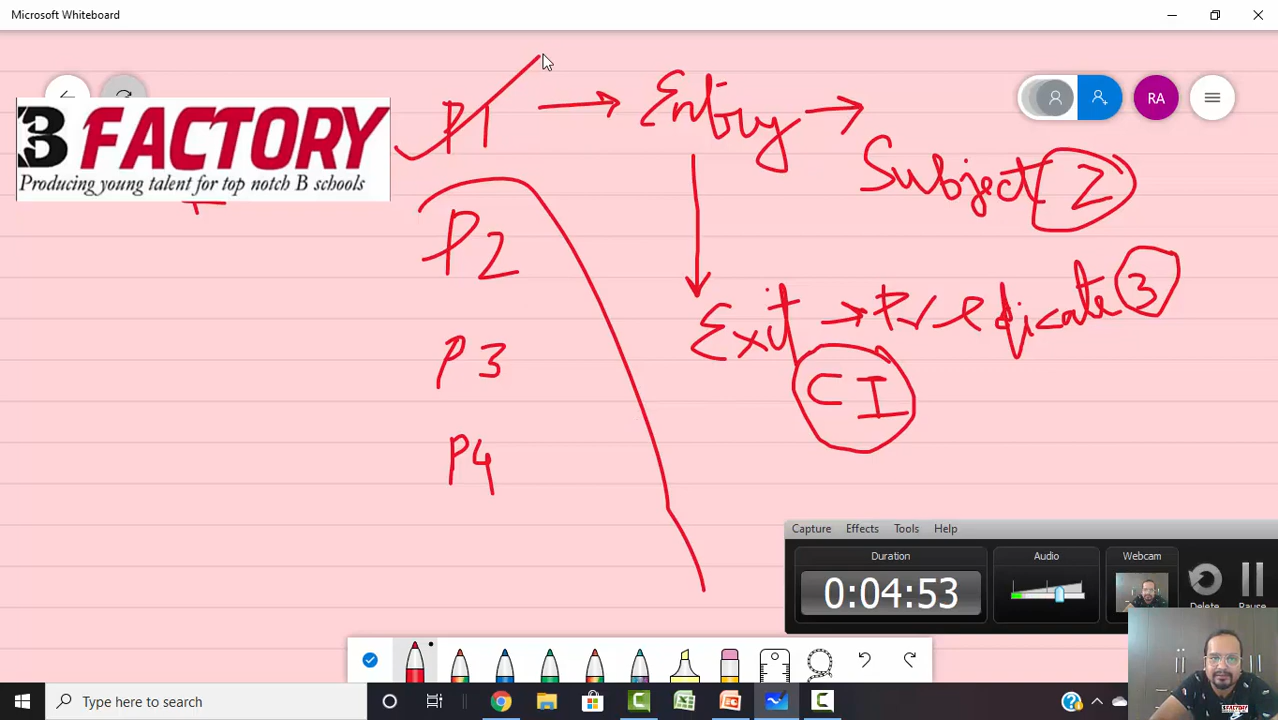 Microsoft Whiteboard
B FACTORY
Producing young talent for top notch B schools
P1 → Entry →
Subject 2
RA
P2
Exit → Predicate 3
CI
P3
P4
Capture Effects Tools Help
Duration Audio Webcam
0:04:53
Delete Pause
Type here to search